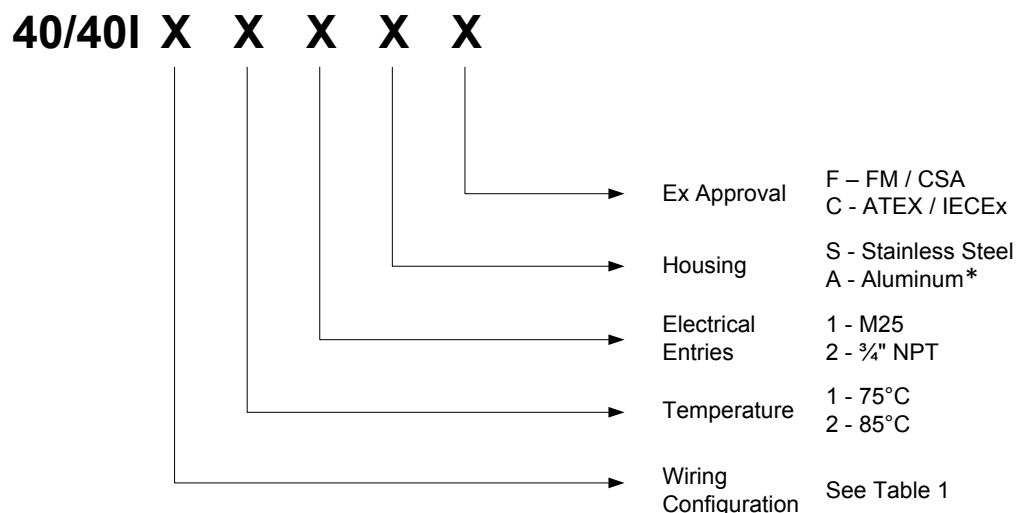 40/40I X X X X X
Ex Approval
F – FM / CSA
C - ATEX / IECEx
Housing
S - Stainless Steel
A - Aluminum*
Electrical
Entries
1 - M25
2 - ¾" NPT
Temperature
1 - 75°C
2 - 85°C
Wiring
Configuration
See Table 1